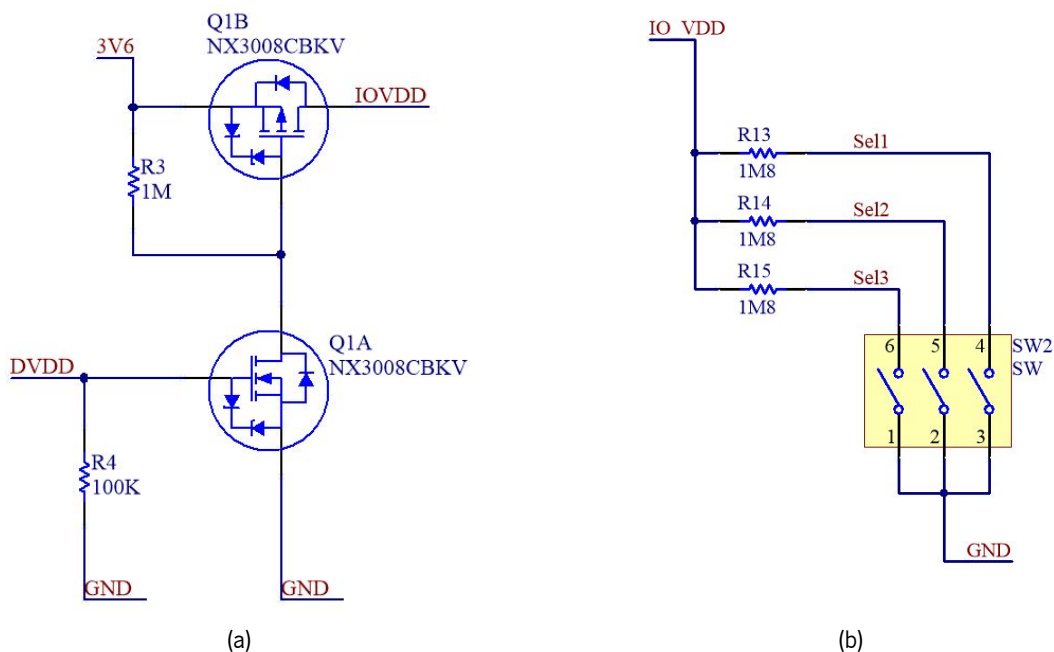 Q1B
NX3008CBKV
3V6
IOVDD
R3
1M
Q1A
NX3008CBKV
DVDD
R4
100K
GND
GND
(a)
IO_VDD
R13
Sel1
1M8
R14
Sel2
1M8
R15
Sel3
1M8
6
5
4
SW2
SW
1
2
3
GND
(b)